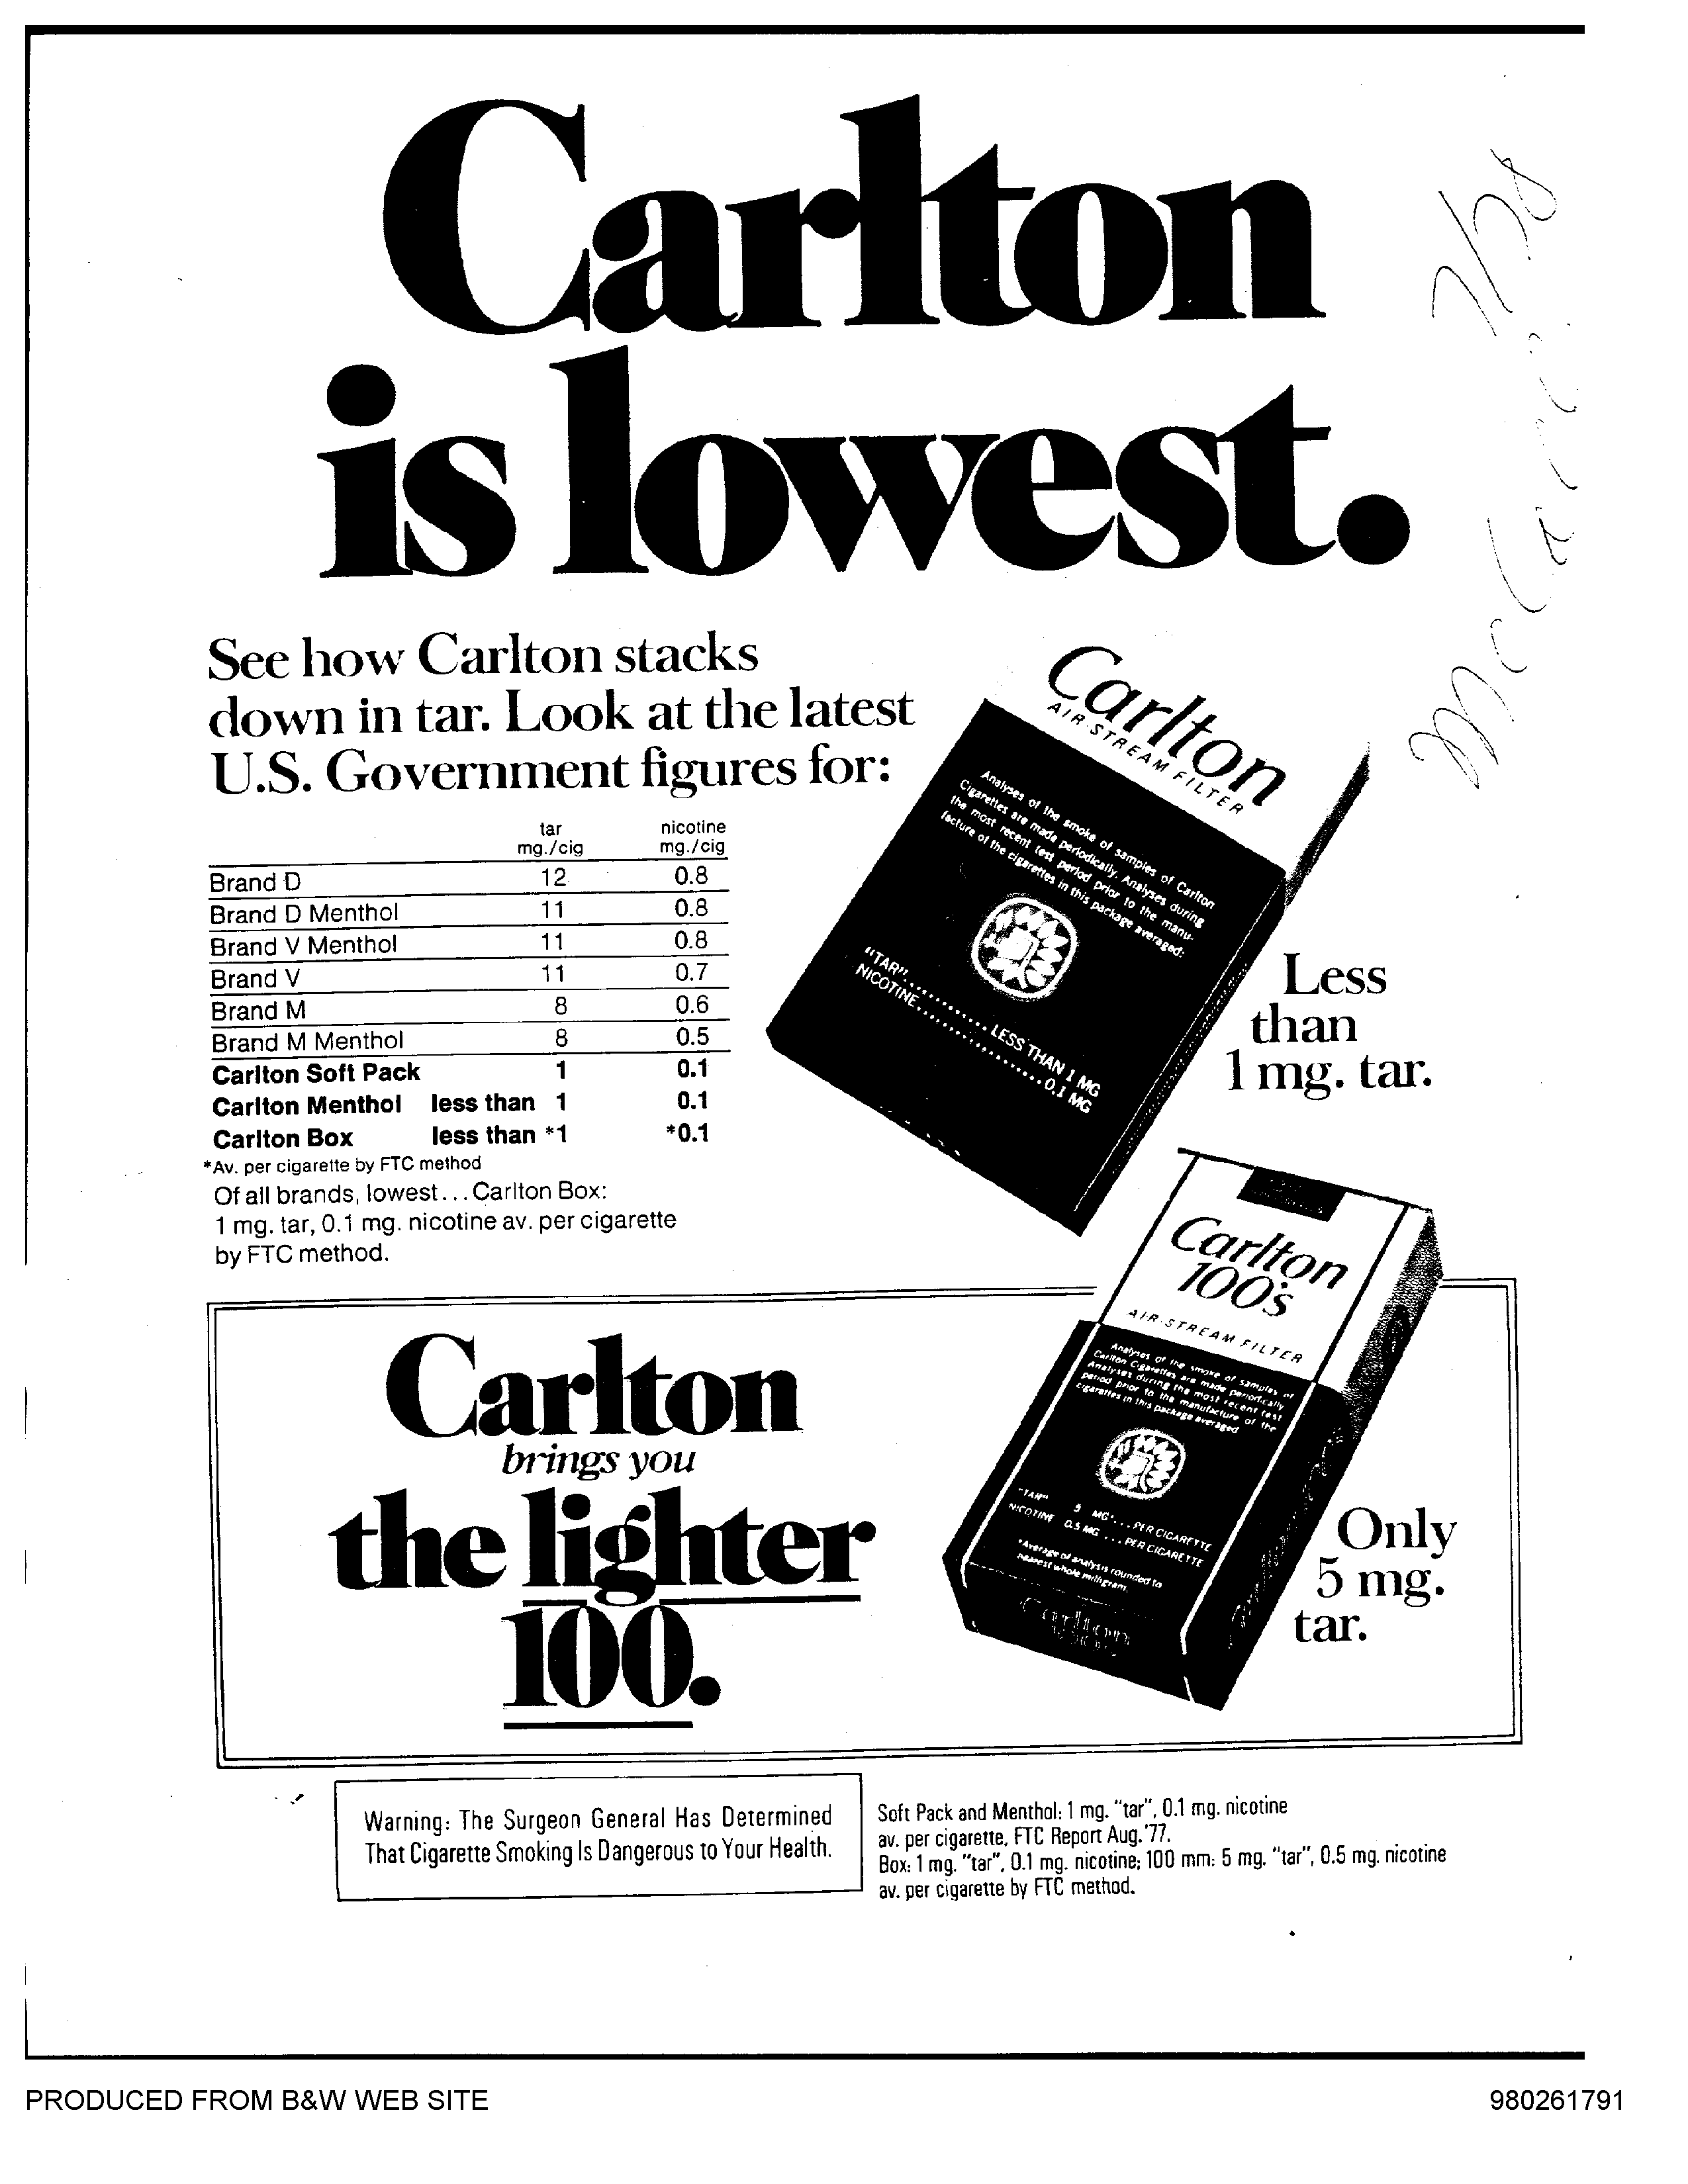 Carlton
is lowest.
See how Carlton stacks
down in tar. Look at the latest
U.S. Government figures for:
tar nicotine
mg./cig mg./cig
Brand D 12 0.8
Brand D Menthol 11 0.8
Brand V Menthol 11 0.8
Brand V 11 0.7
Brand M 8 0.6
Brand M Menthol 8 0.5
Carlton Soft Pack 1 0.1
Carlton Menthol less than 1 0.1
Carlton Box less than *1 *0.1
*Av. per cigarette by FTC method
Of all brands, lowest...Carlton Box:
1 mg. tar, 0.1 mg. nicotine av. per cigarette
by FTC method.
Carlton
AIR-STREAM FILTER
Analyses of the smoke of samples of Carlton
Cigarettes are made periodically. Analyses during
the most recent test period prior to the manu-
facture of the cigarettes in this package averaged:
"TAR".............. LESS THAN 1 MG
NICOTINE....................0.1 MG
Less
than
1 mg. tar.
Carlton
brings you
the lighter
100.
Carlton
100's
AIR-STREAM FILTER
Analyses of the smoke of samples of
Carlton Cigarettes are made periodically
Analyses during the most recent test
period prior to the manufacture of the
cigarettes in this package averaged
"TAR" 5 MG*...PER CIGARETTE
NICOTINE 0.5 MG ...PER CIGARETTE
*Average of analysis rounded to
nearest whole milligram.
Carlton
Only
5 mg.
tar.
Warning: The Surgeon General Has Determined
That Cigarette Smoking Is Dangerous to Your Health.
Soft Pack and Menthol: 1 mg. "tar", 0.1 mg. nicotine
av. per cigarette, FTC Report Aug.'77.
Box: 1 mg. "tar", 0.1 mg. nicotine; 100 mm: 5 mg. "tar", 0.5 mg. nicotine
av. per cigarette by FTC method.
PRODUCED FROM B&W WEB SITE 980261791